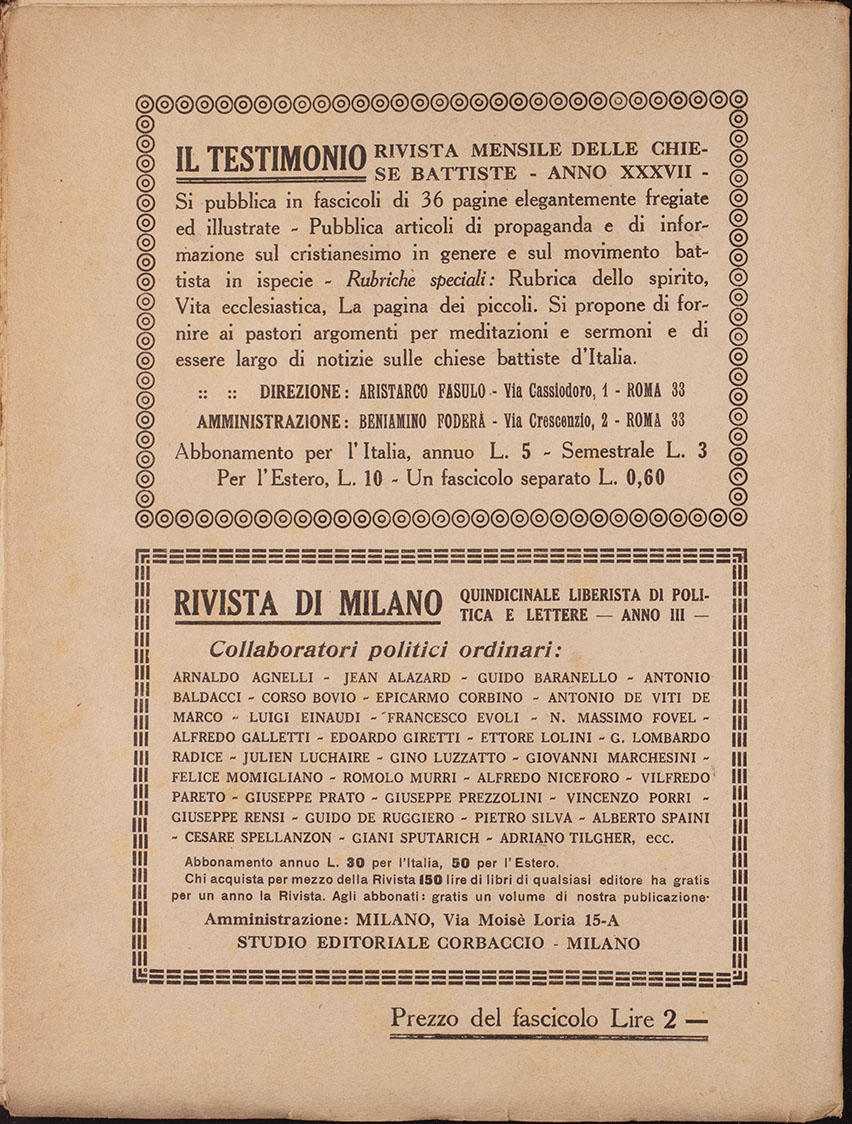 IL TESTIMONIO RIVISTA MENSILE DELLE CHIE-
SE BATTISTE - ANNO XXXVII -
Si pubblica in fascicoli di 36 pagine elegantemente fregiate
ed illustrate - Pubblica articoli di propaganda e di infor-
mazione sul cristianesimo in genere e sul movimento bat-
tista in ispecie - Rubriche speciali: Rubrica dello spirito,
Vita ecclesiastica, La pagina dei piccoli. Si propone di for-
nire ai pastori argomenti per meditazioni e sermoni e di
essere largo di notizie sulle chiese battiste d'Italia.
:: :: DIREZIONE: ARISTARCO FASULO - Via Cassiodoro, 1 - ROMA 33
AMMINISTRAZIONE: BENIAMINO FODERÀ - Via Crescenzio, 2 - ROMA 33
Abbonamento per l'Italia, annuo L. 5 - Semestrale L. 3
Per l'Estero, L. 10 - Un fascicolo separato L. 0,60
RIVISTA DI MILANO QUINDICINALE LIBERISTA DI POLI-
TICA E LETTERE — ANNO III —
Collaboratori politici ordinari:
ARNALDO AGNELLI - JEAN ALAZARD - GUIDO BARANELLO - ANTONIO
BALDACCI - CORSO BOVIO - EPICARMO CORBINO - ANTONIO DE VITI DE
MARCO - LUIGI EINAUDI - FRANCESCO EVOLI - N. MASSIMO FOVEL -
ALFREDO GALLETTI - EDOARDO GIRETTI - ETTORE LOLINI - G. LOMBARDO
RADICE - JULIEN LUCHAIRE - GINO LUZZATTO - GIOVANNI MARCHESINI -
FELICE MOMIGLIANO - ROMOLO MURRI - ALFREDO NICEFORO - VILFREDO
PARETO - GIUSEPPE PRATO - GIUSEPPE PREZZOLINI - VINCENZO PORRI -
GIUSEPPE RENSI - GUIDO DE RUGGIERO - PIETRO SILVA - ALBERTO SPAINI
- CESARE SPELLANZON - GIANI SPUTARICH - ADRIANO TILGHER, ecc.
Abbonamento annuo L. 30 per l'Italia, 50 per l'Estero.
Chi acquista per mezzo della Rivista 150 lire di libri di qualsiasi editore ha gratis
per un anno la Rivista. Agli abbonati: gratis un volume di nostra publicazione.
Amministrazione: MILANO, Via Moisè Loria 15-A
STUDIO EDITORIALE CORBACCIO - MILANO
Prezzo del fascicolo Lire 2 —